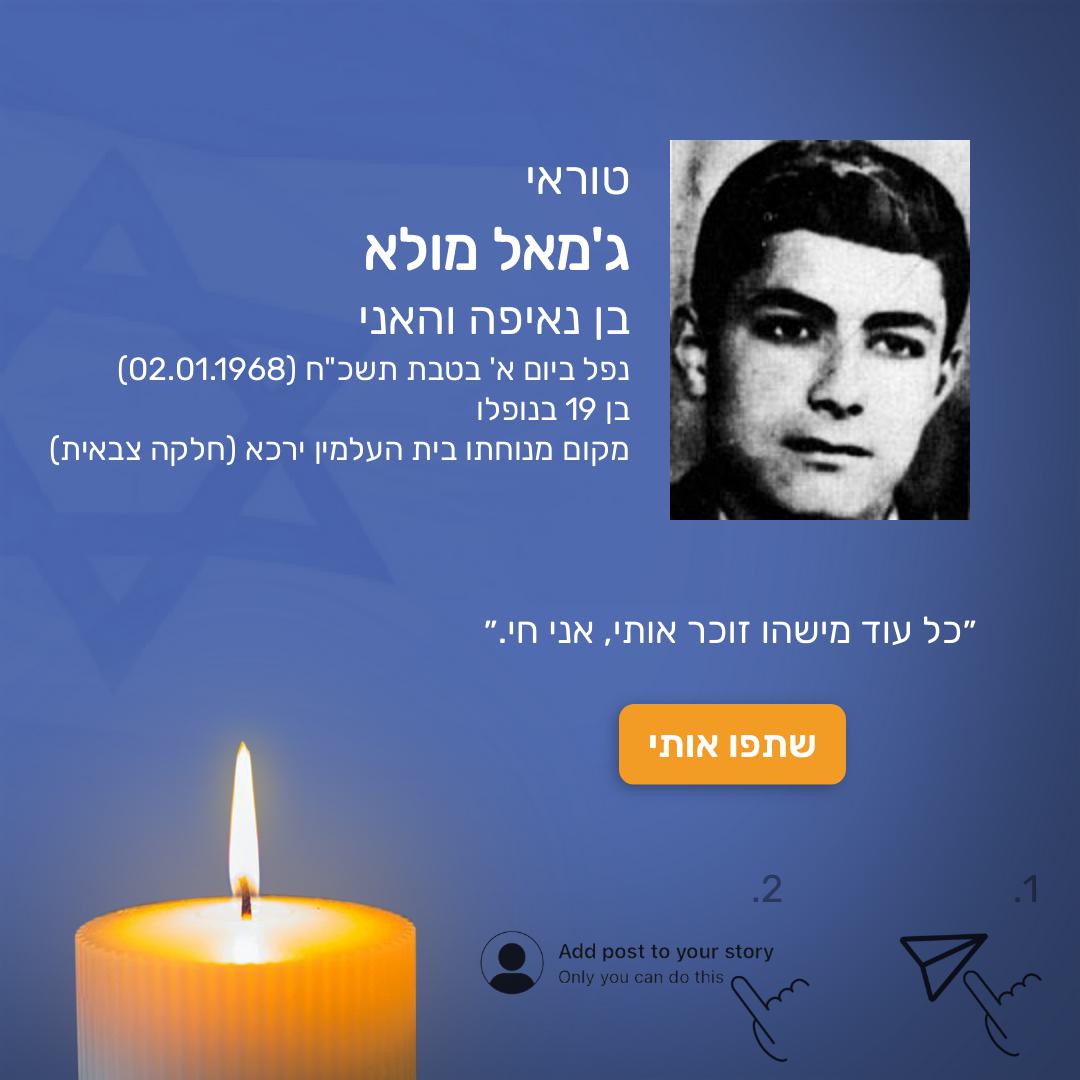 טוראי
ג'מאל מולא
בן נאיפה והאני
נפל ביום א' בטבת תשכ"ח (02.01.1968)
בן 19 בנופלו
מקום מנוחתו בית העלמין ירכא (חלקה צבאית)
״כל עוד מישהו זוכר אותי, אני חי.״
שתפו אותי
.1
.2
Add post to your story
Only you can do this